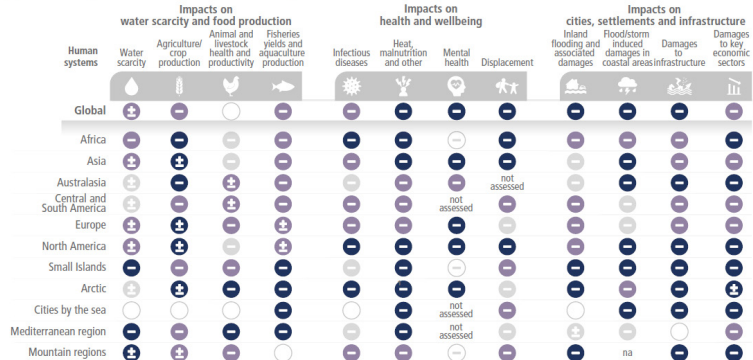 Impacts on
water scarcity and food production
Impacts on
health and wellbeing
Impacts on
cities, settlements and infrastructure
Human
systems
Water
scarcity
Agriculture/
crop
production
Animal and
livestock
health and
productivity
Fisheries
yields and
aquaculture
production
Infectious
diseases
Heat,
malnutrition
and other
Mental
health
Displacement
Inland
flooding and
associated
damages
Flood/storm
induced
damages in
coastal areas
Damages
to
infrastructure
Damages
to key
economic
sectors
Global ± − − − − − − − − − −
Africa − − − − − − − − − − − −
Asia ± ± − − − − − − − − − −
Australasia ± − ± − − − − not assessed − − − −
Central and
South America ± − ± − − − not assessed − − − − −
Europe ± ± − ± − − − − − − − −
North America ± ± − ± − − − − − − − −
Small Islands − − − − − − − − − − − −
Arctic ± ± − − − − − − − − − ±
Cities by the sea − − not assessed − − − −
Mediterranean region − − − − − − not assessed − ± − −
Mountain regions ± ± − − − − − − na − −